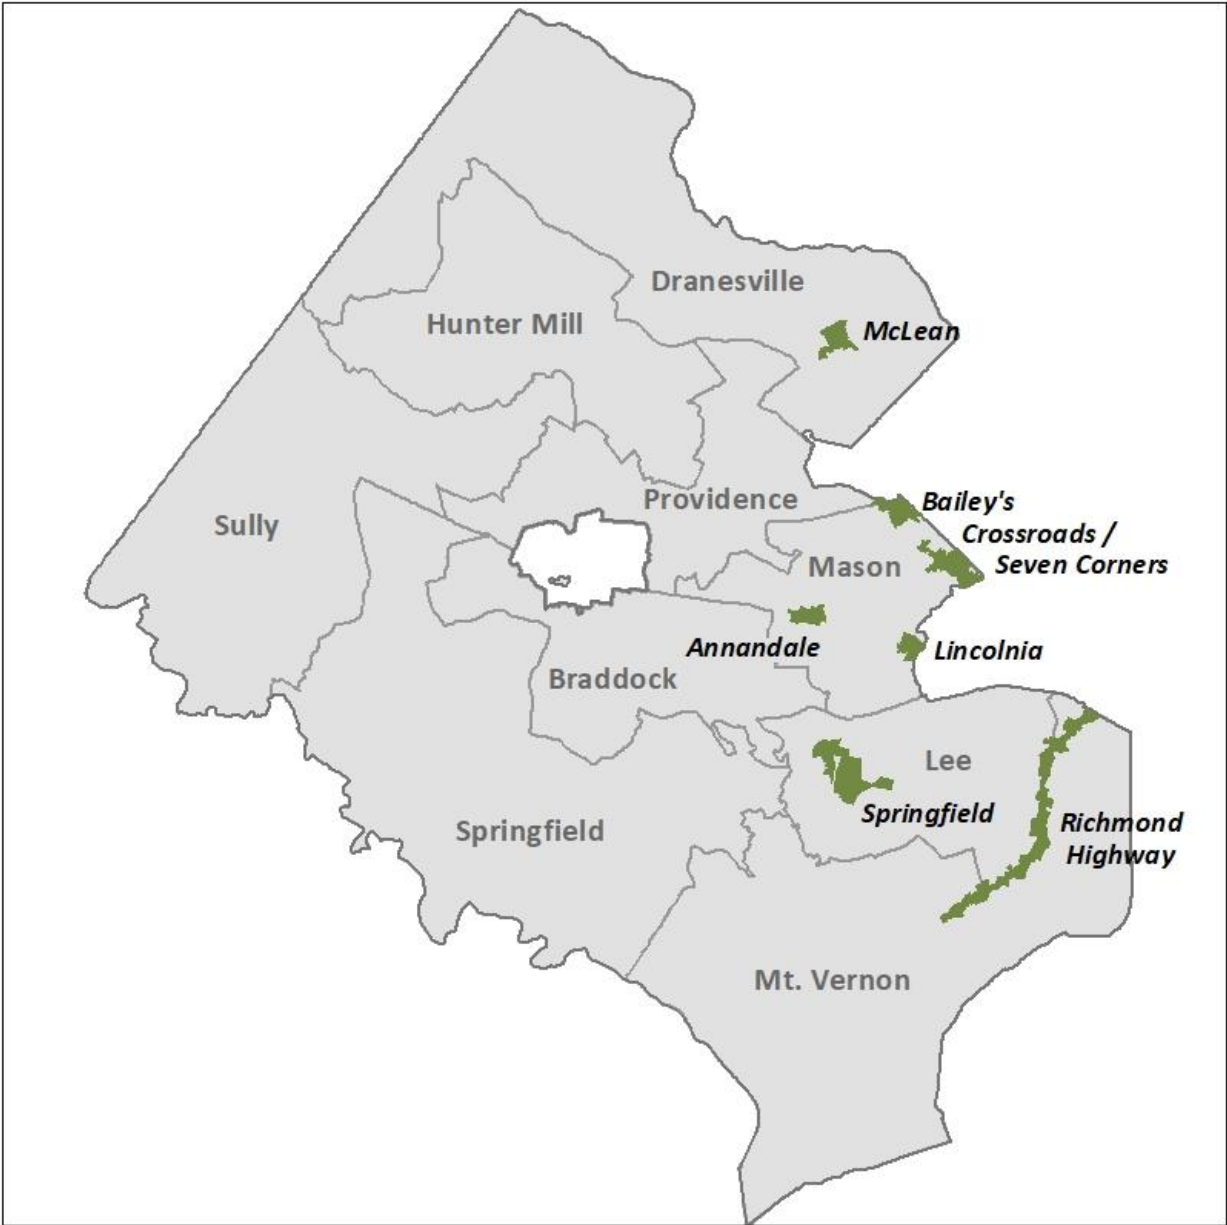 Dranesville
Hunter Mill
McLean
Providence
Bailey's
Crossroads /
Seven Corners
Sully
Mason
Annandale
Lincolnia
Braddock
Lee
Springfield
Springfield
Richmond
Highway
Mt. Vernon